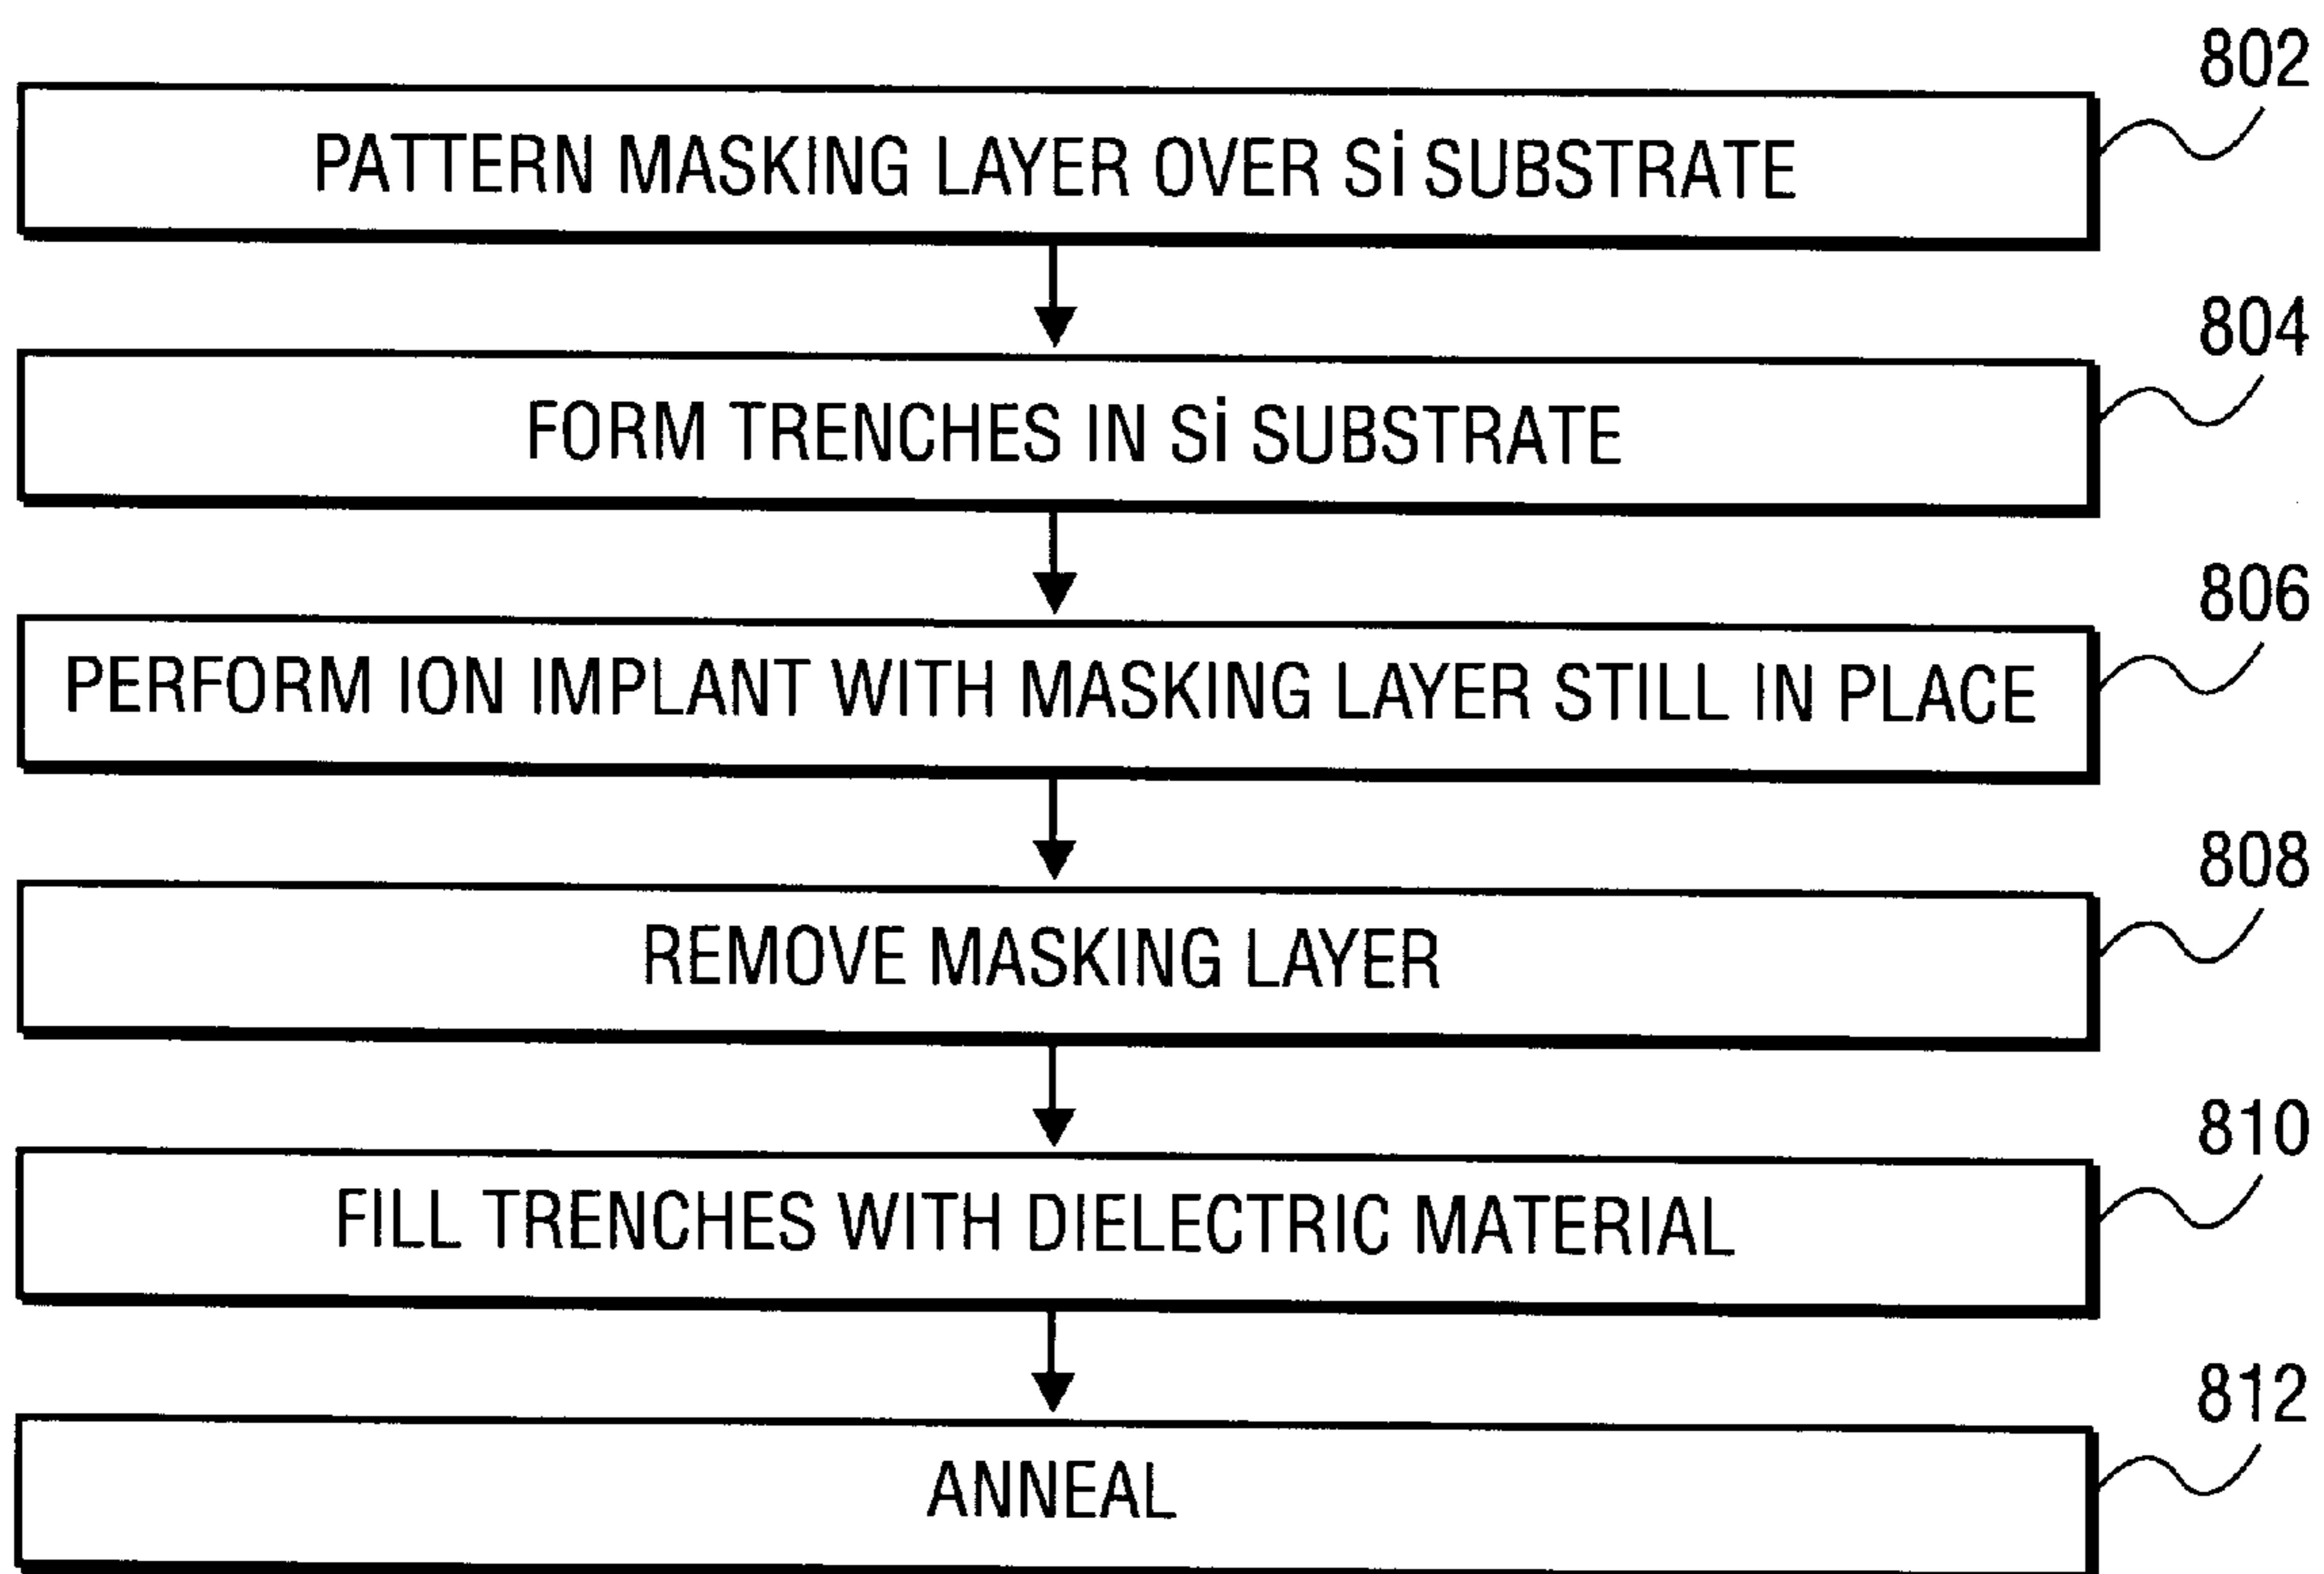 802
PATTERN MASKING LAYER OVER Si SUBSTRATE
804
FORM TRENCHES IN Si SUBSTRATE
806
PERFORM ION IMPLANT WITH MASKING LAYER STILL IN PLACE
808
REMOVE MASKING LAYER
810
FILL TRENCHES WITH DIELECTRIC MATERIAL
812
ANNEAL